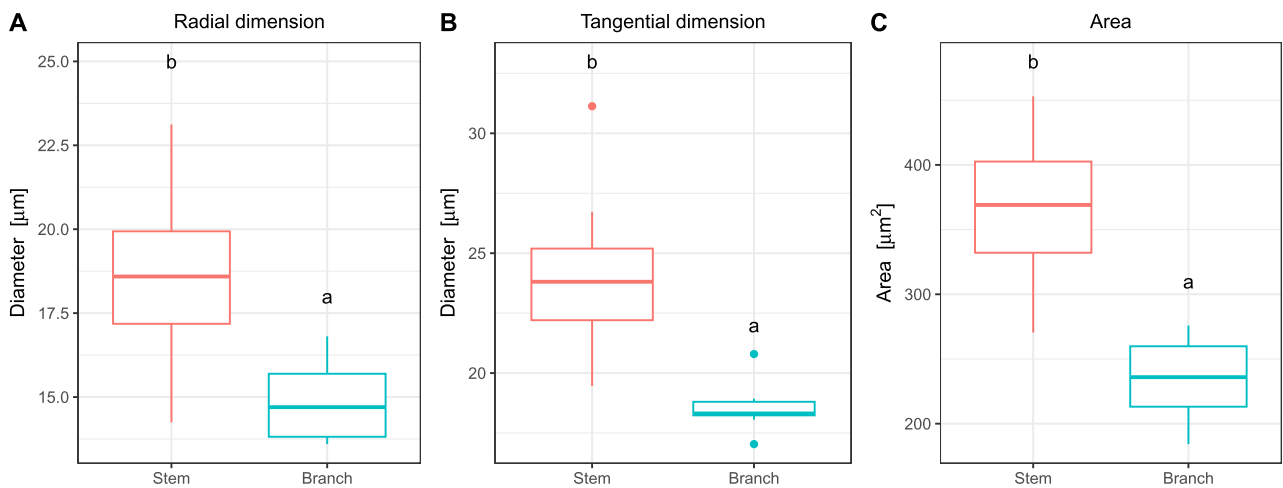 A Radial dimension
Diameter [μm]
25.0
22.5
20.0
17.5
15.0
b
a
Stem Branch
B Tangential dimension
Diameter [μm]
30
25
20
b
a
Stem Branch
C Area
Area [μm²]
400
300
200
b
a
Stem Branch